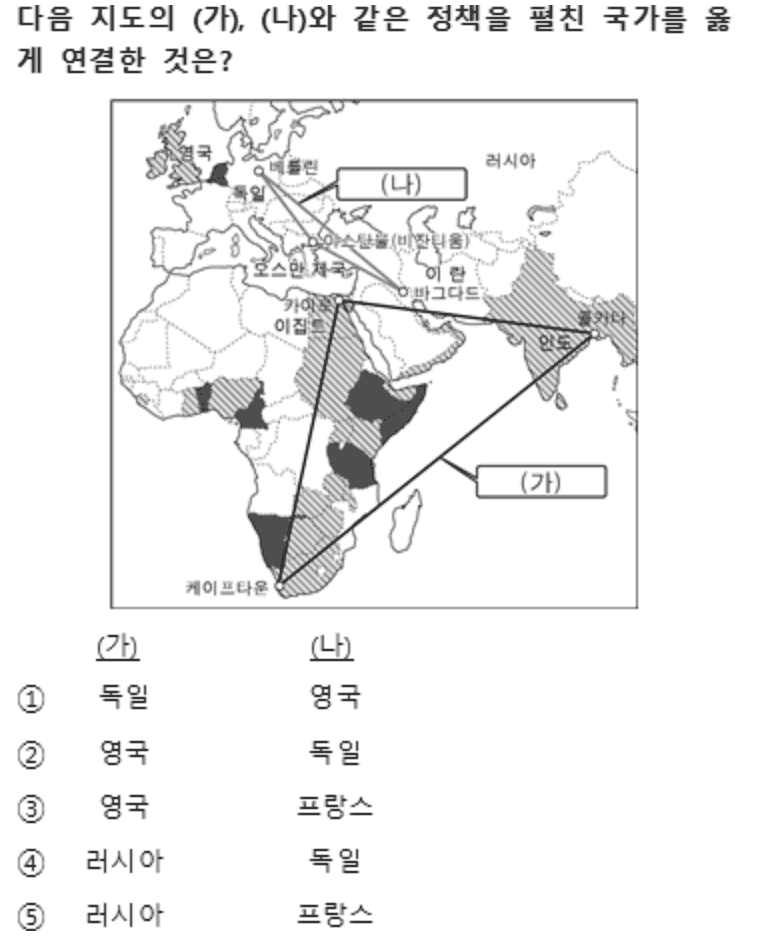 다음 지도의 (가), (나)와 같은 정책을 펼친 국가를 옳
게 연결한 것은?
영국
베를린
독일
(나)
러시아
이스탄불(비잔티움)
오스만 제국
이 란
바그다드
카이로
이집트
콜카타
인도
(가)
케이프타운
(가) (나)
① 독일 영국
② 영국 독일
③ 영국 프랑스
④ 러시아 독일
⑤ 러시아 프랑스